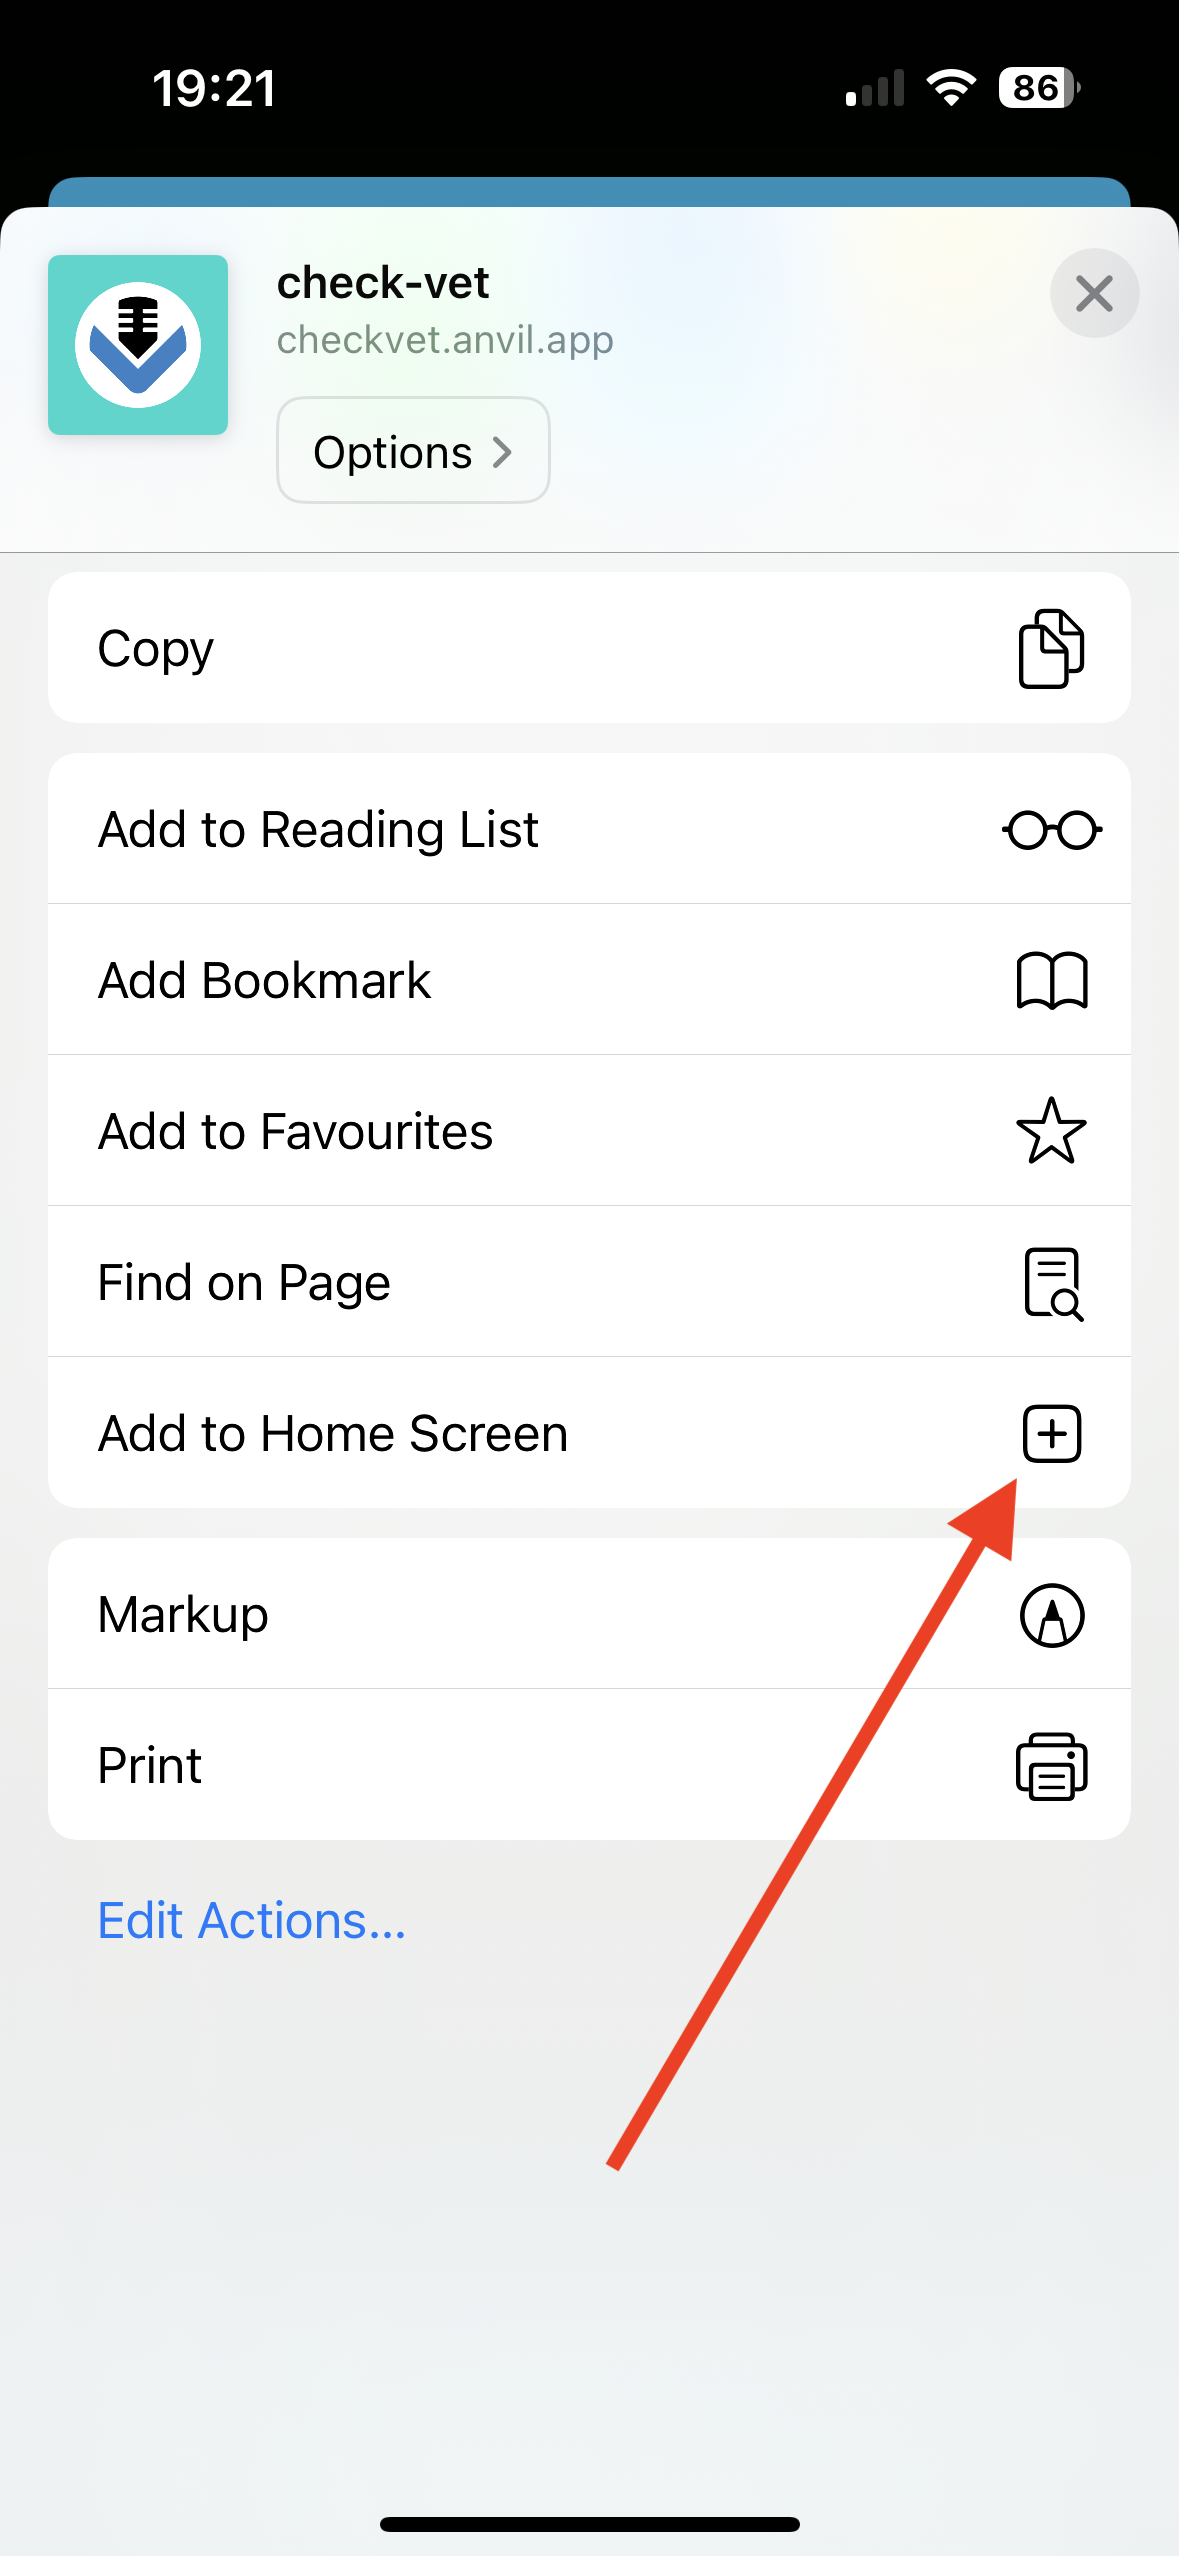 19:21
86
check-vet
checkvet.anvil.app
Options
Copy
Add to Reading List
Add Bookmark
Add to Favourites
Find on Page
Add to Home Screen
Markup
Print
Edit Actions...